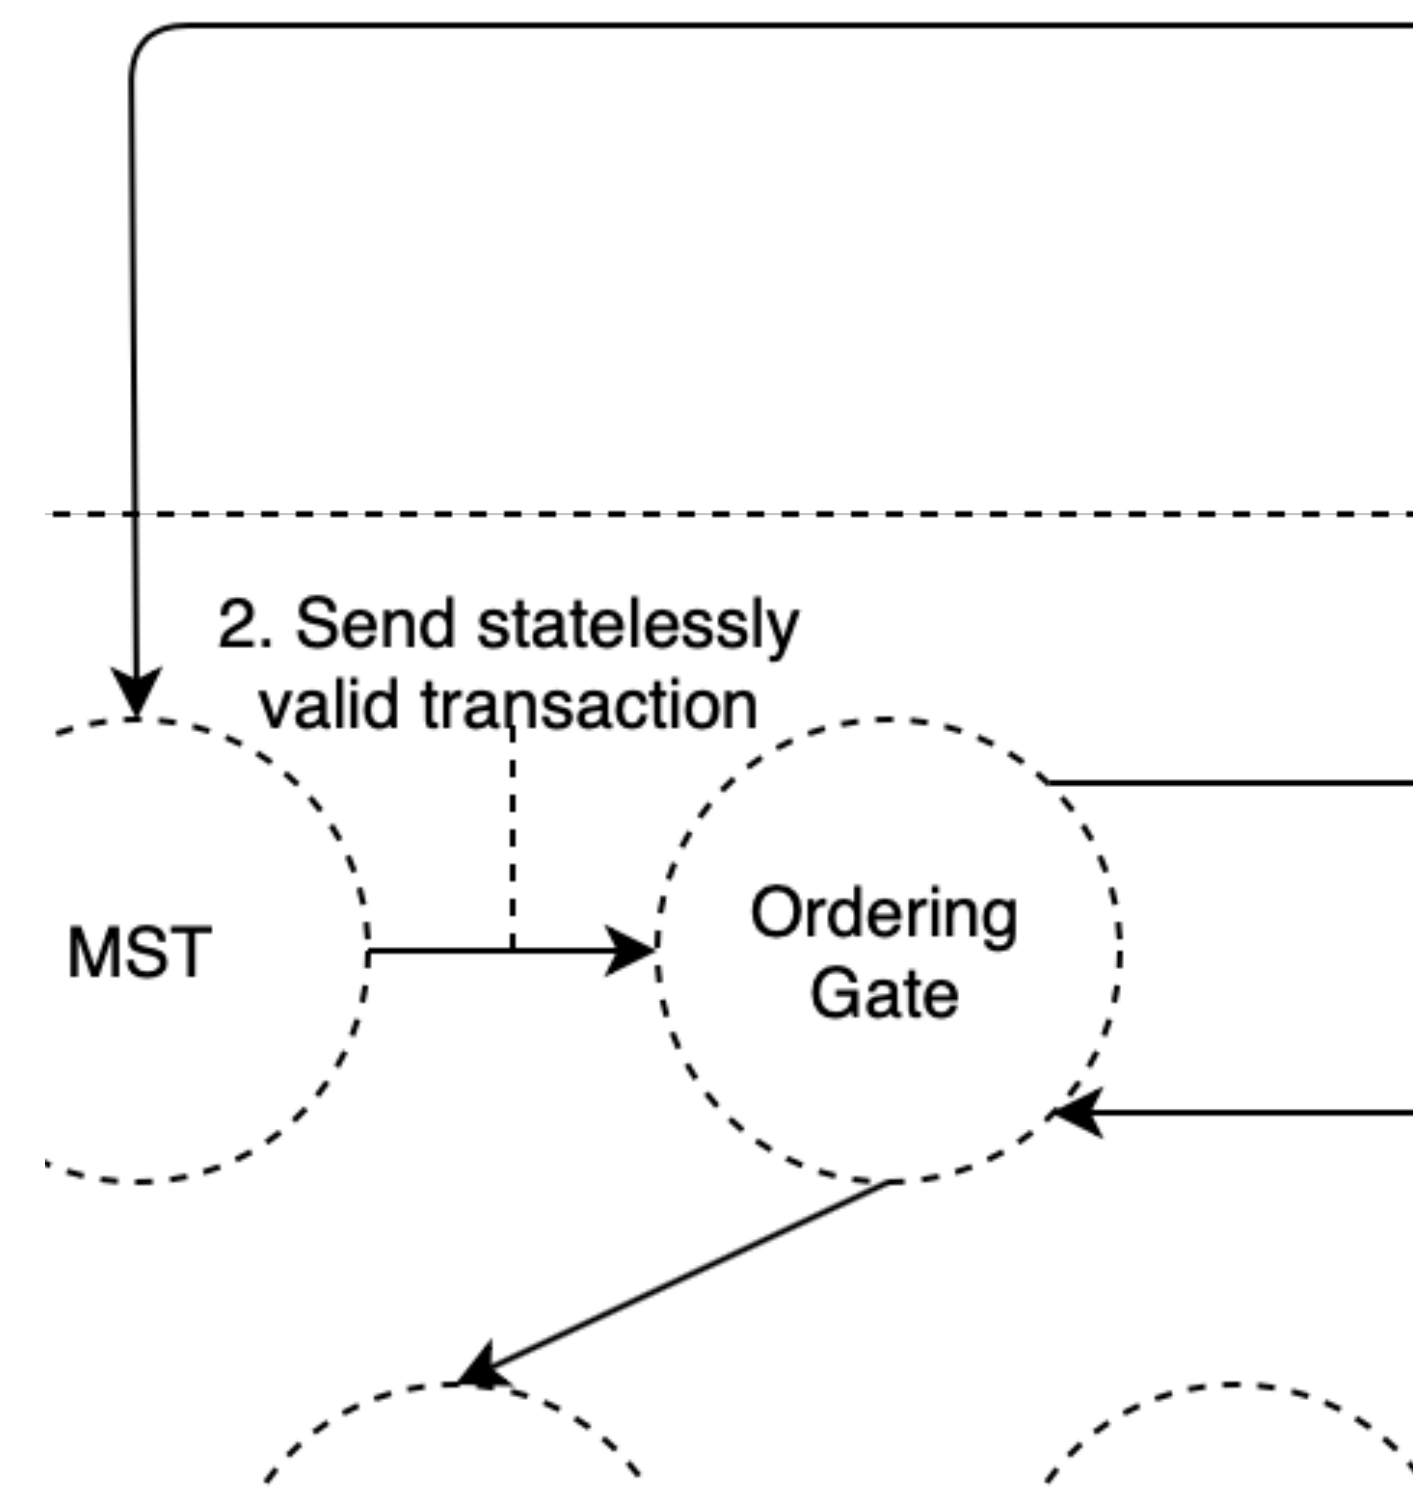 2. Send statelessly
valid transaction
MST
Ordering
Gate